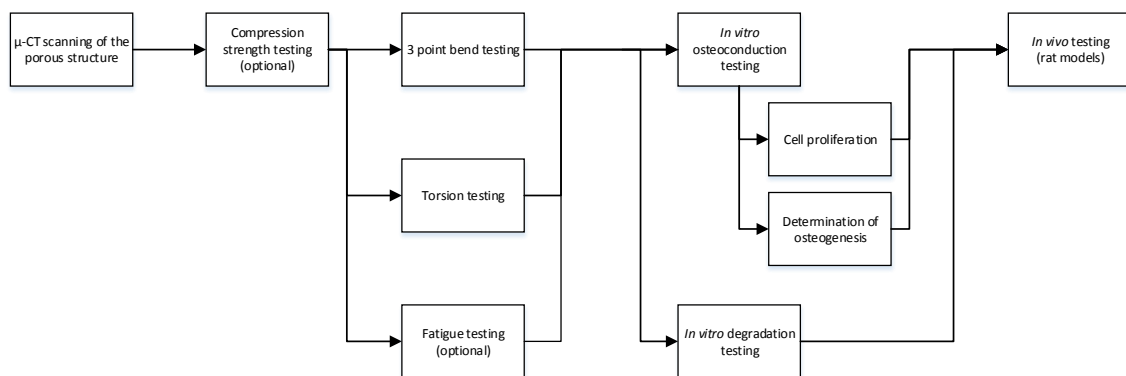 μ-CT scanning of the
porous structure
Compression
strength testing
(optional)
3 point bend testing
In vitro
osteoconduction
testing
In vivo testing
(rat models)
Cell proliferation
Torsion testing
Determination of
osteogenesis
Fatigue testing
(optional)
In vitro degradation
testing